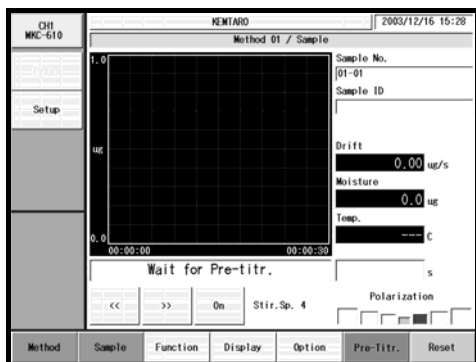 CH1
MKC-610
KEMTARO
2003/12/16 15:28
Method 01 / Sample
Setup
1.0
ug
0.0
00:00:00
00:00:30
Sample No.
01-01
Sample ID
Drift
0.00 ug/s
Moisture
0.0 ug
Temp.
--- C
Wait for Pre-titr.
s
<<
>>
On
Stir.Sp. 4
Polarization
Method
Sample
Function
Display
Option
Pre-Titr.
Reset